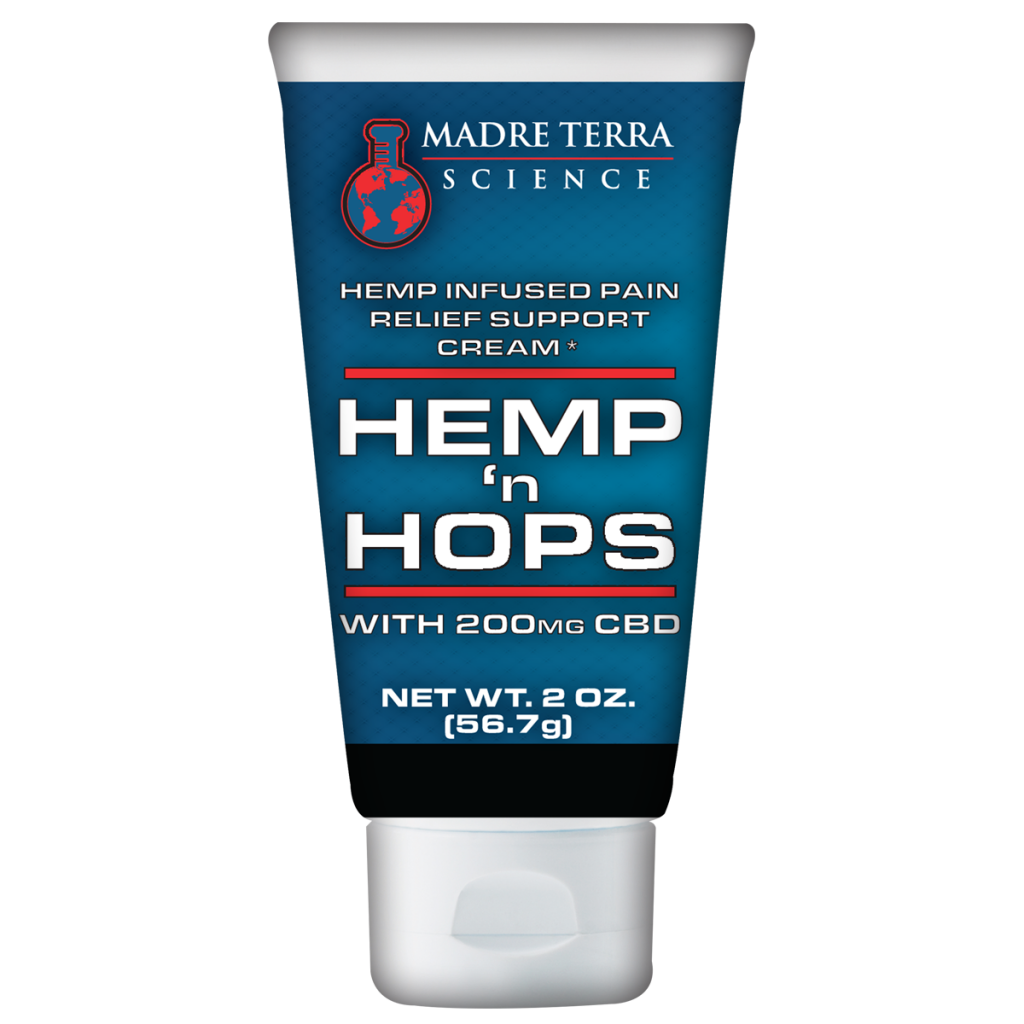 MADRE TERRA
SCIENCE
HEMP INFUSED PAIN
RELIEF SUPPORT
CREAM*
HEMP
‘n
HOPS
WITH 200MG CBD
NET WT. 2 OZ.
(56.7g)